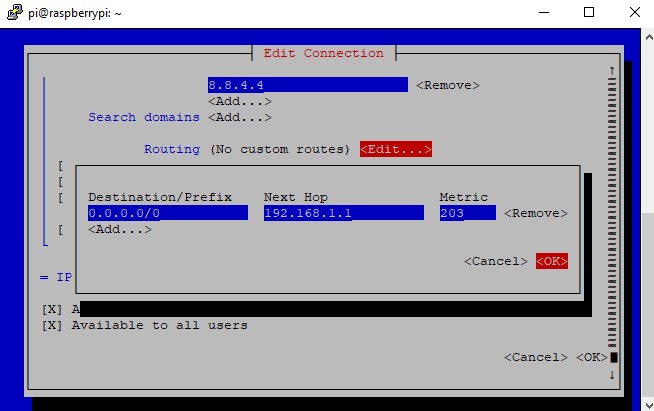 pi@raspberrypi: ~
Edit Connection
8.8.4.4 <Remove>
<Add...>
Search domains <Add...>
Routing (No custom routes) <Edit...>
[
[
[ Destination/Prefix Next Hop Metric
0.0.0.0/0 192.168.1.1 203 <Remove>
[ <Add...>
<Cancel> <OK>
= IP
[X] A
[X] Available to all users
<Cancel> <OK>